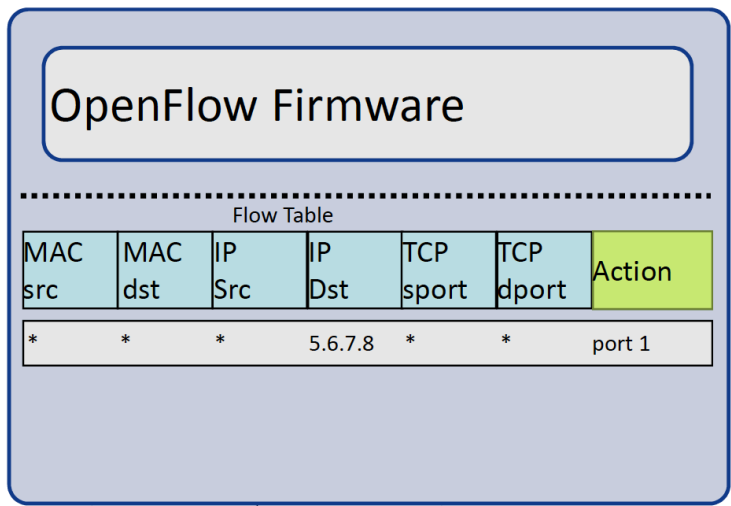 OpenFlow Firmware
Flow Table
MAC src
MAC dst
IP Src
IP Dst
TCP sport
TCP dport
Action
* * * 5.6.7.8 * * port 1